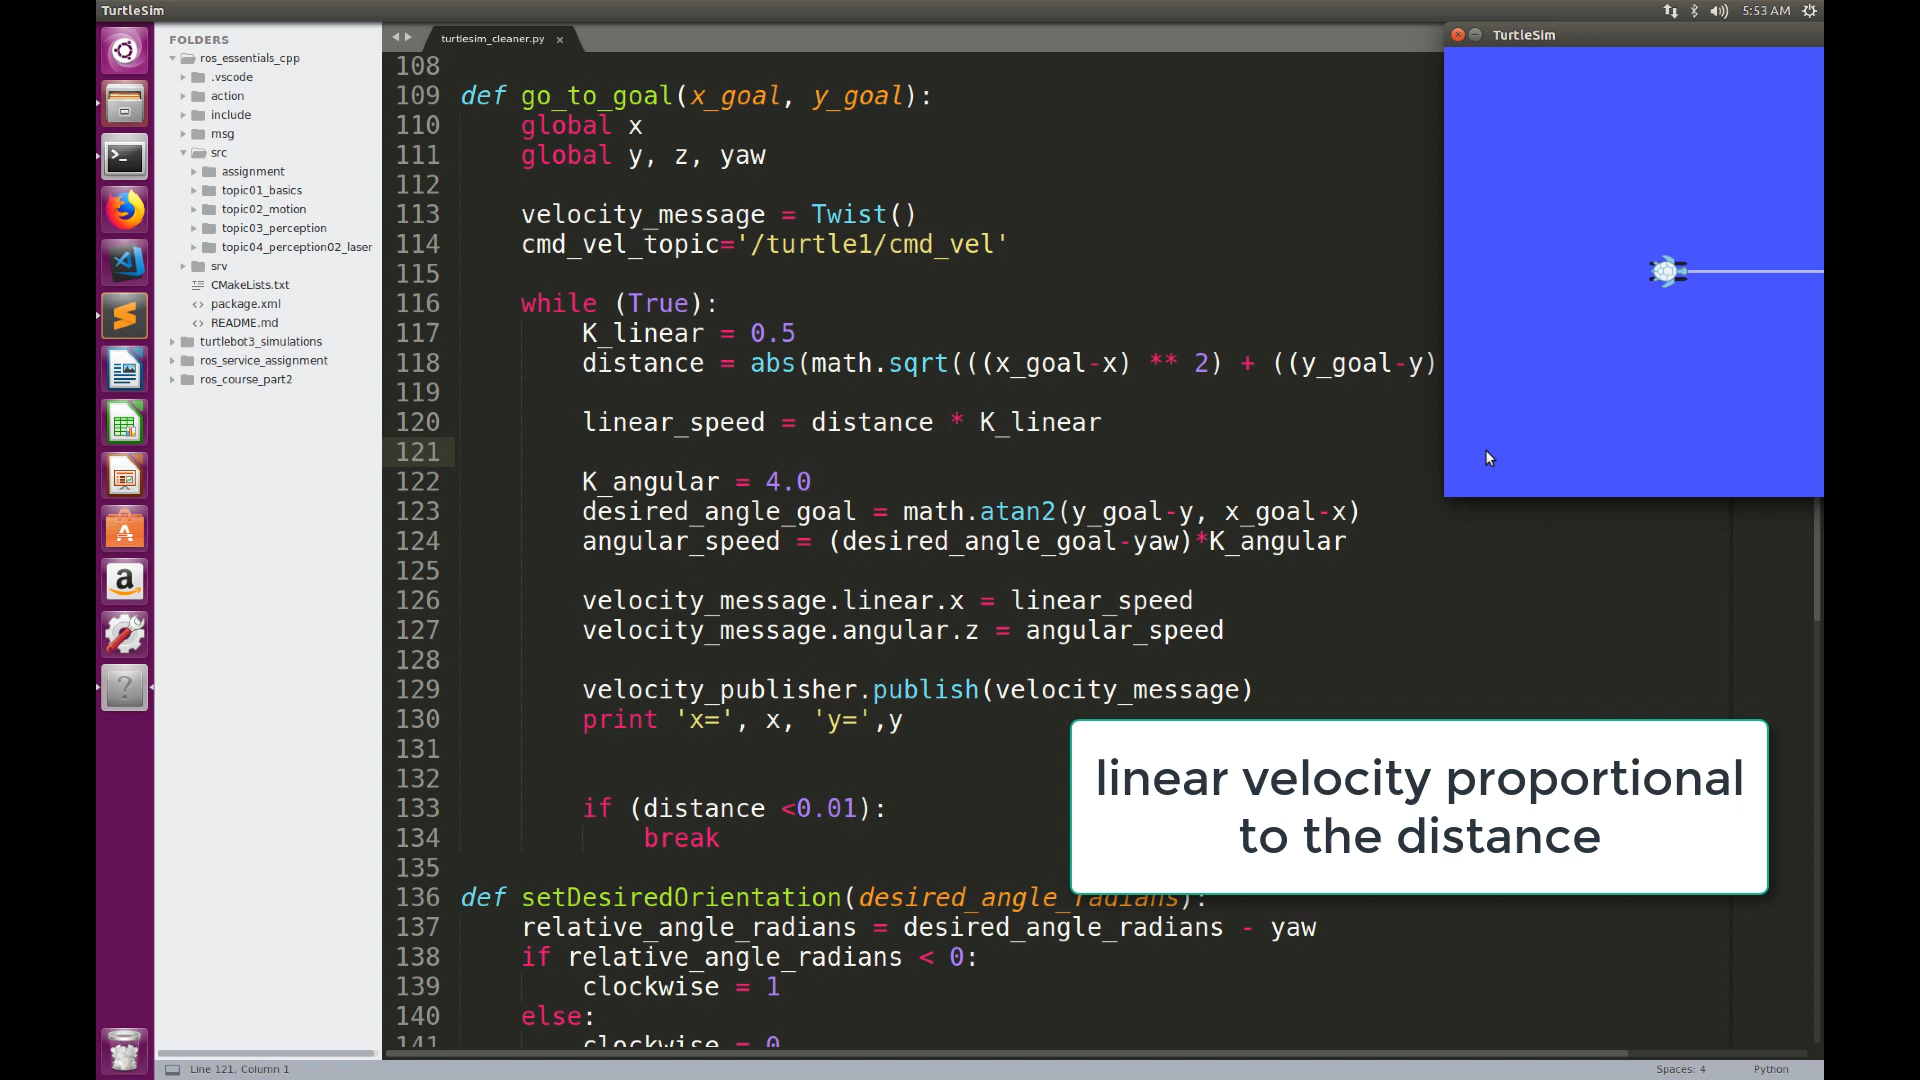 TurtleSim
5:53 AM
FOLDERS
ros_essentials_cpp
.vscode
action
include
msg
src
assignment
topic01_basics
topic02_motion
topic03_perception
topic04_perception02_laser
srv
CMakeLists.txt
package.xml
README.md
turtlebot3_simulations
ros_service_assignment
ros_course_part2
turtlesim_cleaner.py
108
109 def go_to_goal(x_goal, y_goal):
110 global x
111 global y, z, yaw
112
113 velocity_message = Twist()
114 cmd_vel_topic='/turtle1/cmd_vel'
115
116 while (True):
117 K_linear = 0.5
118 distance = abs(math.sqrt(((x_goal-x) ** 2) + ((y_goal-y)
119
120 linear_speed = distance * K_linear
121
122 K_angular = 4.0
123 desired_angle_goal = math.atan2(y_goal-y, x_goal-x)
124 angular_speed = (desired_angle_goal-yaw)*K_angular
125
126 velocity_message.linear.x = linear_speed
127 velocity_message.angular.z = angular_speed
128
129 velocity_publisher.publish(velocity_message)
130 print 'x=', x, 'y=',y
131
132
133 if (distance <0.01):
134 break
135
136 def setDesiredOrientation(desired_angle_radians):
137 relative_angle_radians = desired_angle_radians - yaw
138 if relative_angle_radians < 0:
139 clockwise = 1
140 else:
141 clockwise = 0
TurtleSim
linear velocity proportional
to the distance
Line 121, Column 1
Spaces: 4
Python